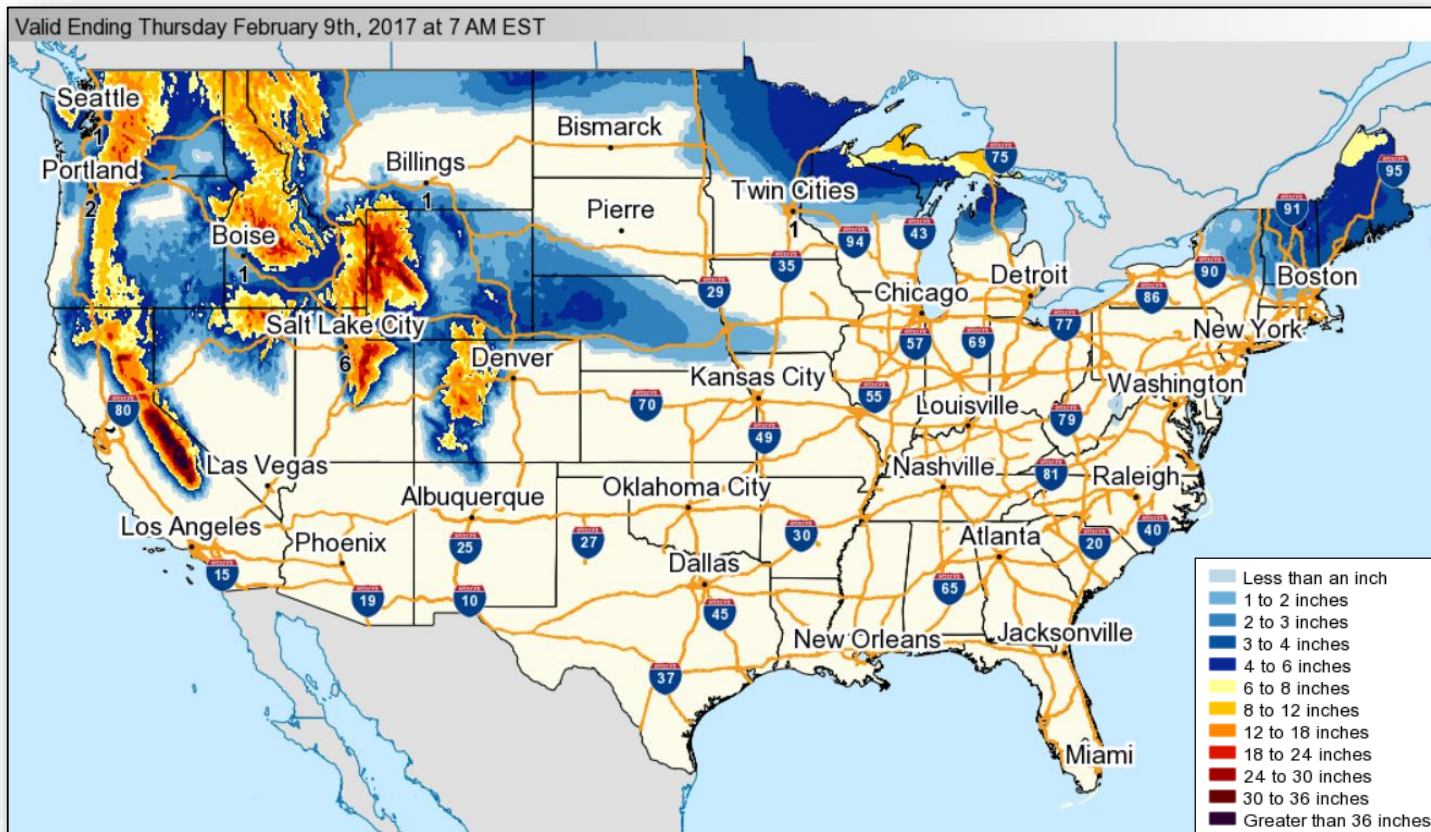 Valid Ending Thursday February 9th, 2017 at 7 AM EST
Seattle
1
Portland
2
Boise
1
Billings
1
Bismarck
Pierre
Twin Cities
1
75
95
91
94
43
35
29
Detroit
90
Boston
86
Chicago
Salt Lake City
6
Denver
57
69
77
New York
80
70
Kansas City
55
Louisville
Washington
79
49
Las Vegas
Nashville
81
Raleigh
Albuquerque
Oklahoma City
Los Angeles
Phoenix
25
27
30
Atlanta
20
40
15
Dallas
65
19
10
45
New Orleans
Jacksonville
37
Miami
Less than an inch
1 to 2 inches
2 to 3 inches
3 to 4 inches
4 to 6 inches
6 to 8 inches
8 to 12 inches
12 to 18 inches
18 to 24 inches
24 to 30 inches
30 to 36 inches
Greater than 36 inches